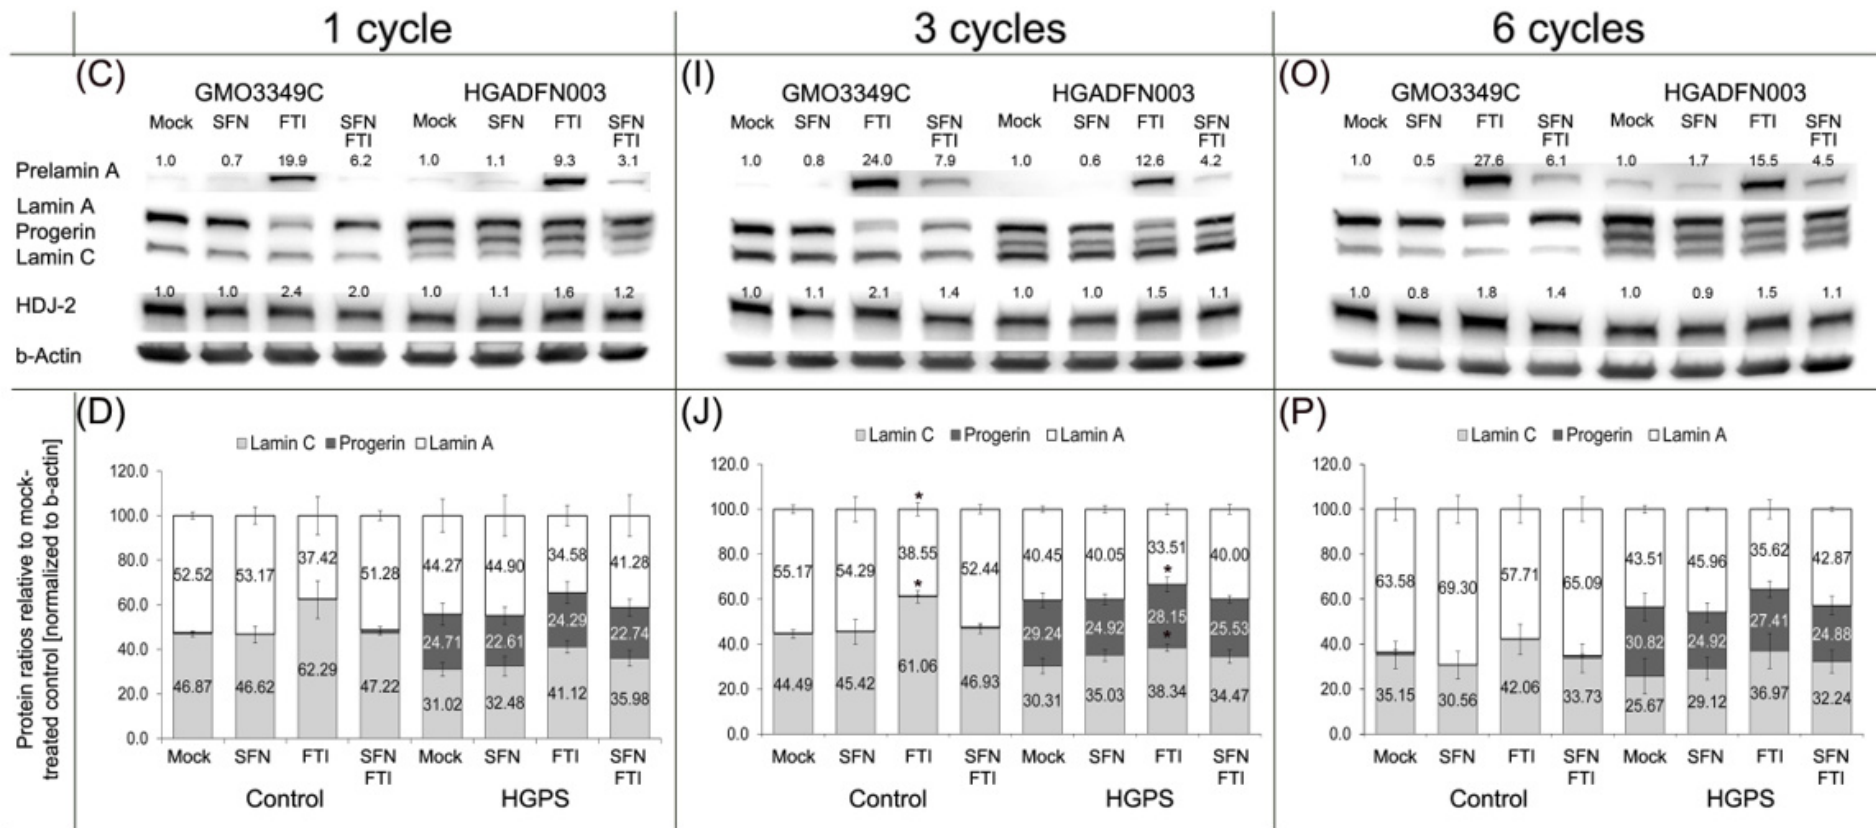 1 cycle
3 cycles
6 cycles
(C)
GMO3349C HGADFN003
Mock SFN FTI SFN FTI Mock SFN FTI SFN FTI
Prelamin A 1.0 0.7 19.9 6.2 1.0 1.1 9.3 3.1
Lamin A
Progerin
Lamin C
HDJ-2 1.0 1.0 2.4 2.0 1.0 1.1 1.6 1.2
b-Actin
(I)
GMO3349C HGADFN003
Mock SFN FTI SFN FTI Mock SFN FTI SFN FTI
1.0 0.8 24.0 7.9 1.0 0.6 12.6 4.2
1.0 1.1 2.1 1.4 1.0 1.0 1.5 1.1
(O)
GMO3349C HGADFN003
Mock SFN FTI SFN FTI Mock SFN FTI SFN FTI
1.0 0.5 27.6 6.1 1.0 1.7 15.5 4.5
1.0 0.8 1.8 1.4 1.0 0.9 1.5 1.1
Protein ratios relative to mock-
treated control [normalized to b-actin]
(D)
Lamin C Progerin Lamin A
120.0
100.0
80.0
60.0
40.0
20.0
0.0
52.52 53.17 37.42 51.28 44.27 44.90 34.58 41.28
24.71 22.61 24.29 22.74
46.87 46.62 62.29 47.22 31.02 32.48 41.12 35.98
Mock SFN FTI SFN FTI Mock SFN FTI SFN FTI
Control HGPS
(J)
Lamin C Progerin Lamin A
120.0
100.0
80.0
60.0
40.0
20.0
0.0
*
55.17 54.29 38.55 52.44 40.45 40.05 33.51 40.00
* *
29.24 24.92 28.15 25.53
*
44.49 45.42 61.06 46.93 30.31 35.03 38.34 34.47
Mock SFN FTI SFN FTI Mock SFN FTI SFN FTI
Control HGPS
(P)
Lamin C Progerin Lamin A
120.0
100.0
80.0
60.0
40.0
20.0
0.0
63.58 69.30 57.71 65.09 43.51 45.96 35.62 42.87
30.82 24.92 27.41 24.88
35.15 30.56 42.06 33.73 25.67 29.12 36.97 32.24
Mock SFN FTI SFN FTI Mock SFN FTI SFN FTI
Control HGPS